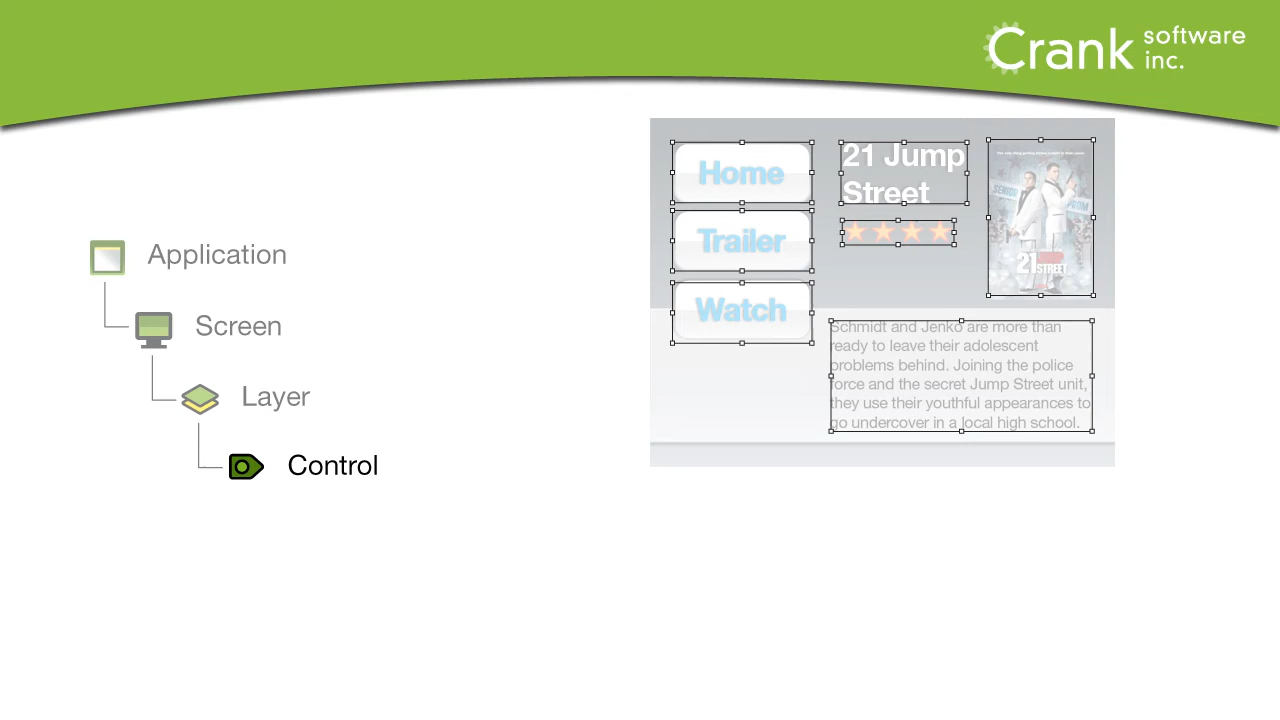 Crank software inc.
Application
Screen
Layer
Control
Home
Trailer
Watch
21 Jump
Street
21
STREET
Schmidt and Jenko are more than
ready to leave their adolescent
problems behind. Joining the police
force and the secret Jump Street unit,
they use their youthful appearances to
go undercover in a local high school.